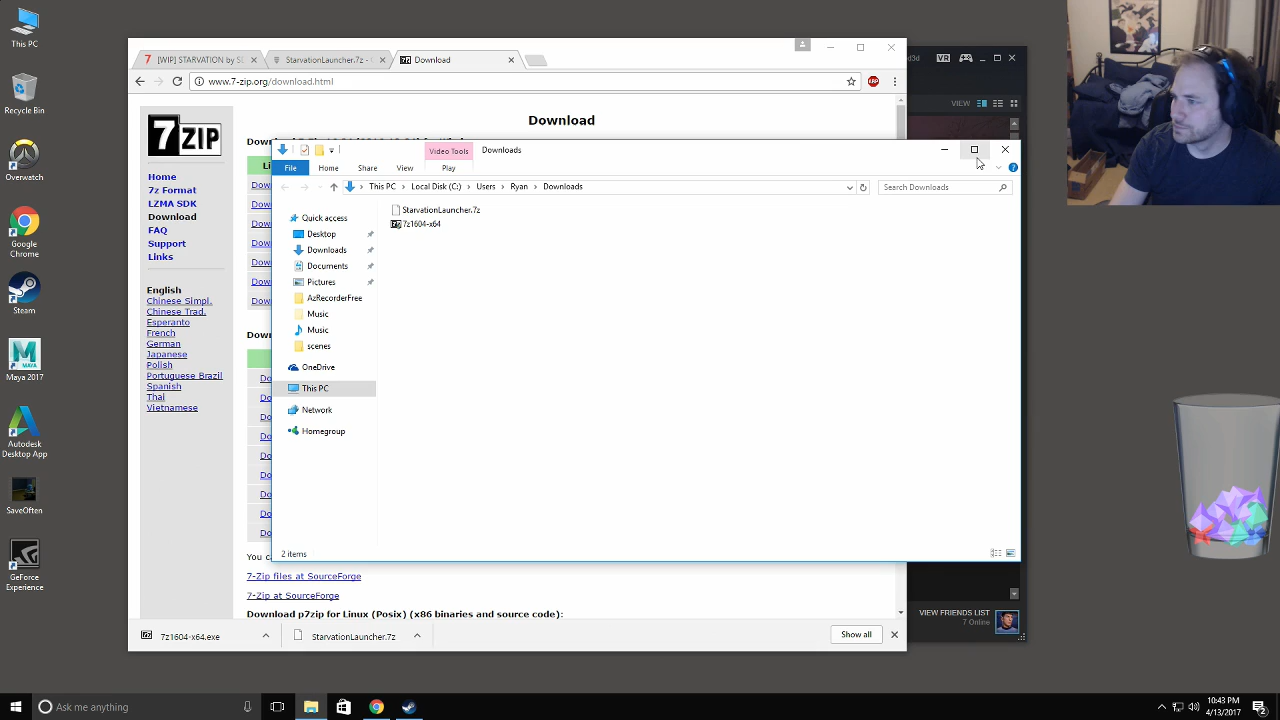 This PC
Recycle Bin
Overwatch
Google
Chrome
Steam
Maya 2017
Autodesk
Desktop App
SaveOften
GeForce
Experience
[WIP] STARVATION by
StarvationLauncher.7z -
Download
www.7-zip.org/download.html
7ZIP
Home
7z Format
LZMA SDK
Download
FAQ
Support
Links
English
Chinese Simpl.
Chinese Trad.
Esperanto
French
German
Japanese
Polish
Portuguese Brazil
Spanish
Thai
Vietnamese
Download
You ca
7-Zip files at SourceForge
7-Zip at SourceForge
Download p7zip for Linux (Posix) (x86 binaries and source code):
7z1604-x64.exe
StarvationLauncher.7z
Show all
Video Tools
Downloads
File
Home
Share
View
Play
This PC
Local Disk (C:)
Users
Ryan
Downloads
Search Downloads
Quick access
Desktop
Downloads
Documents
Pictures
AzRecorderFree
Music
Music
scenes
OneDrive
This PC
Network
Homegroup
StarvationLauncher.7z
7z1604-x64
2 items
VR
VIEW
VIEW FRIENDS LIST
7 Online
Ask me anything
10:43 PM
4/13/2017
2